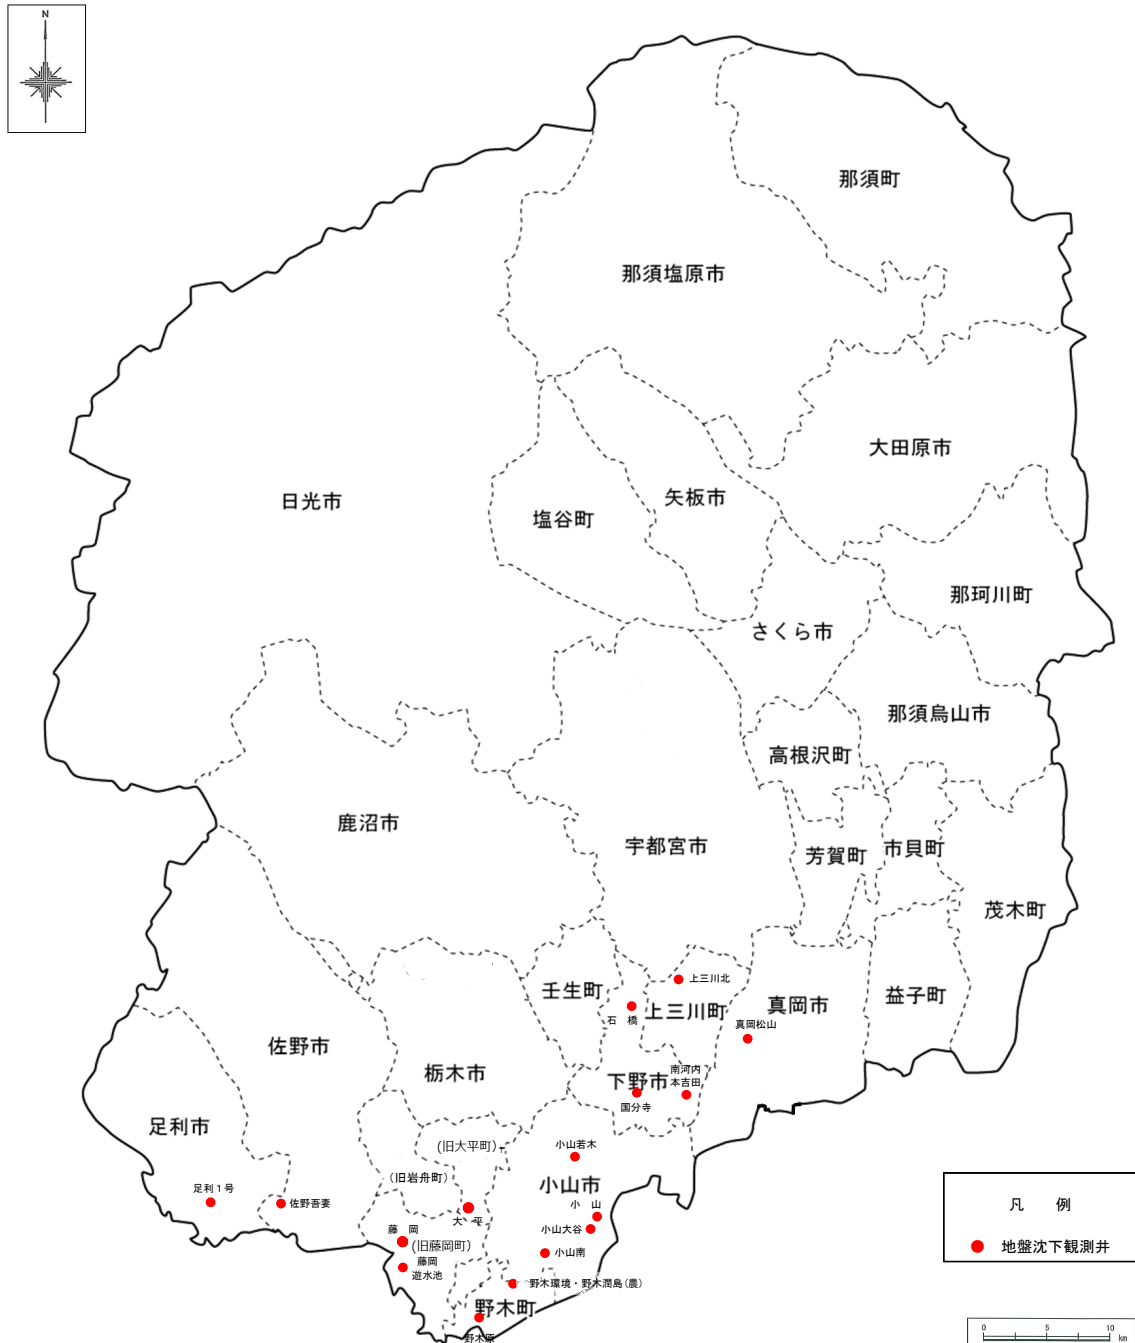 N
那須町
那須塩原市
大田原市
日光市
矢板市
塩谷町
那珂川町
さくら市
那須烏山市
高根沢町
鹿沼市
宇都宮市
芳賀町
市貝町
茂木町
上三川北
壬生町
益子町
真岡市
上三川町
石　橋
真岡松山
佐野市
栃木市
下野市
南河内
本吉田
国分寺
足利市
小山若木
(旧大平町)
(旧岩舟町)
小山市
足利１号
佐野吾妻
小　山
大　平
小山大谷
藤　岡
(旧藤岡町)
小山南
藤岡
遊水池
野木環境・野木潤島(農)
野木町
野木原
凡　例
地盤沈下観測井
0 5 10
km